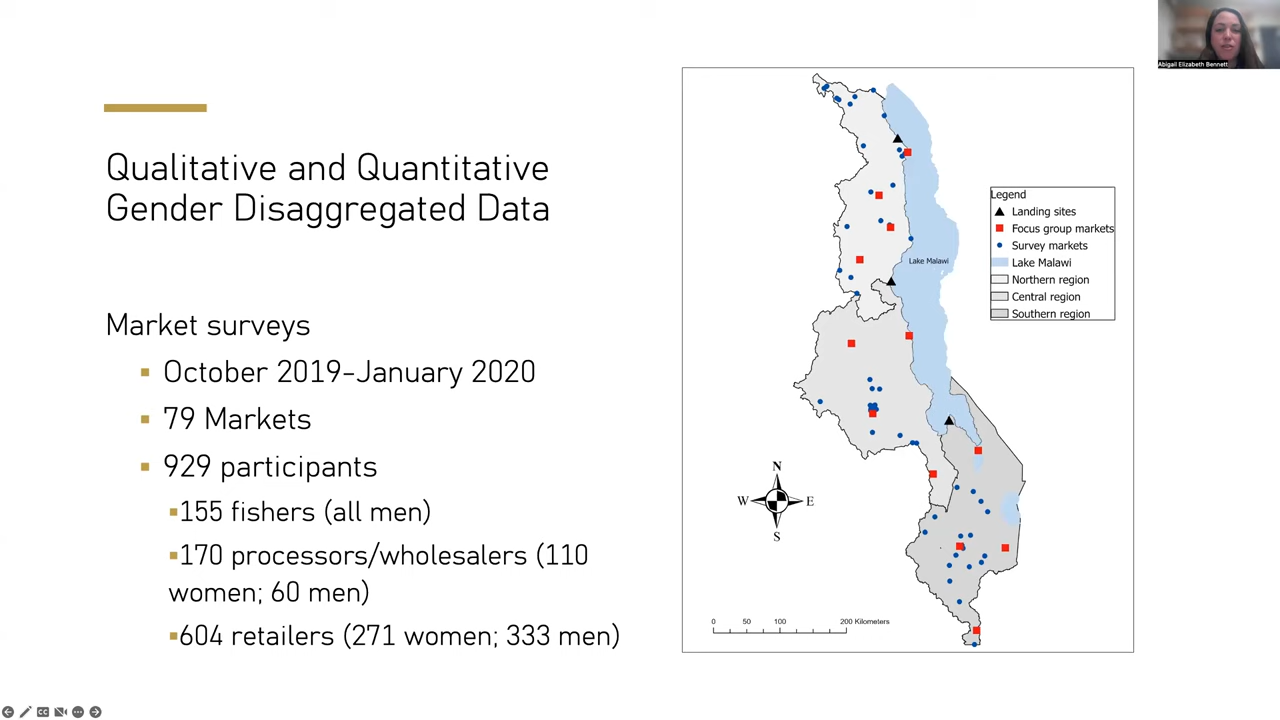 Abigail Elizabeth Bennett
Qualitative and Quantitative
Gender Disaggregated Data
Market surveys
▪ October 2019-January 2020
▪ 79 Markets
▪ 929 participants
▪155 fishers (all men)
▪170 processors/wholesalers (110
women; 60 men)
▪604 retailers (271 women; 333 men)
Legend
Landing sites
Focus group markets
Survey markets
Lake Malawi
Northern region
Central region
Southern region
Lake Malawi
N
W E
S
0 50 100 200 Kilometers
CC